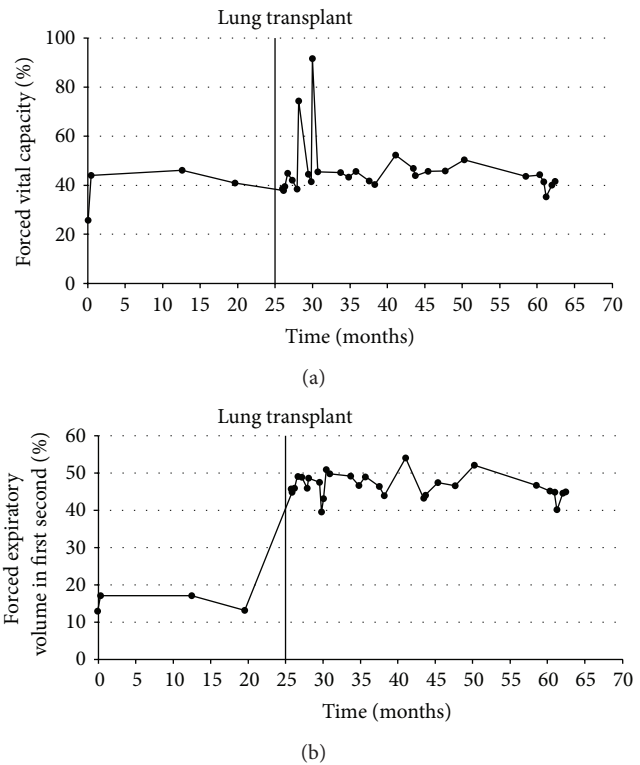 Lung transplant
100
80
60
40
20
0
Forced vital capacity (%)
0 5 10 15 20 25 30 35 40 45 50 55 60 65 70
Time (months)
(a)
Lung transplant
60
50
40
30
20
10
0
Forced expiratory
volume in first second (%)
0 5 10 15 20 25 30 35 40 45 50 55 60 65 70
Time (months)
(b)